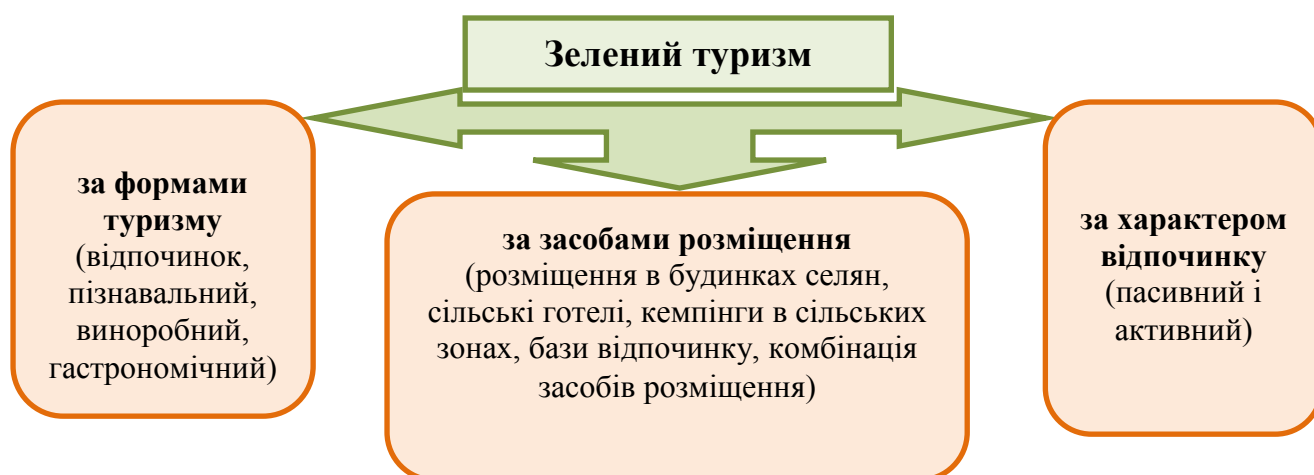 Зелений туризм
за формами
туризму
(відпочинок,
пізнавальний,
виноробний,
гастрономічний)
за засобами розміщення
(розміщення в будинках селян,
сільські готелі, кемпінги в сільських
зонах, бази відпочинку, комбінація
засобів розміщення)
за характером
відпочинку
(пасивний і
активний)